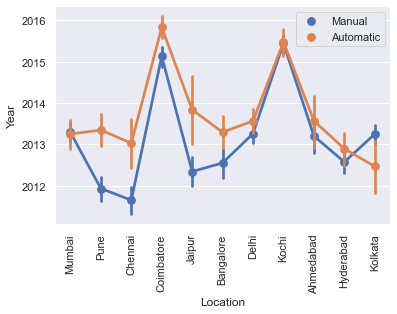 Manual
Automatic
2016
2015
2014
2013
2012
Year
Mumbai
Pune
Chennai
Coimbatore
Jaipur
Bangalore
Delhi
Kochi
Ahmedabad
Hyderabad
Kolkata
Location